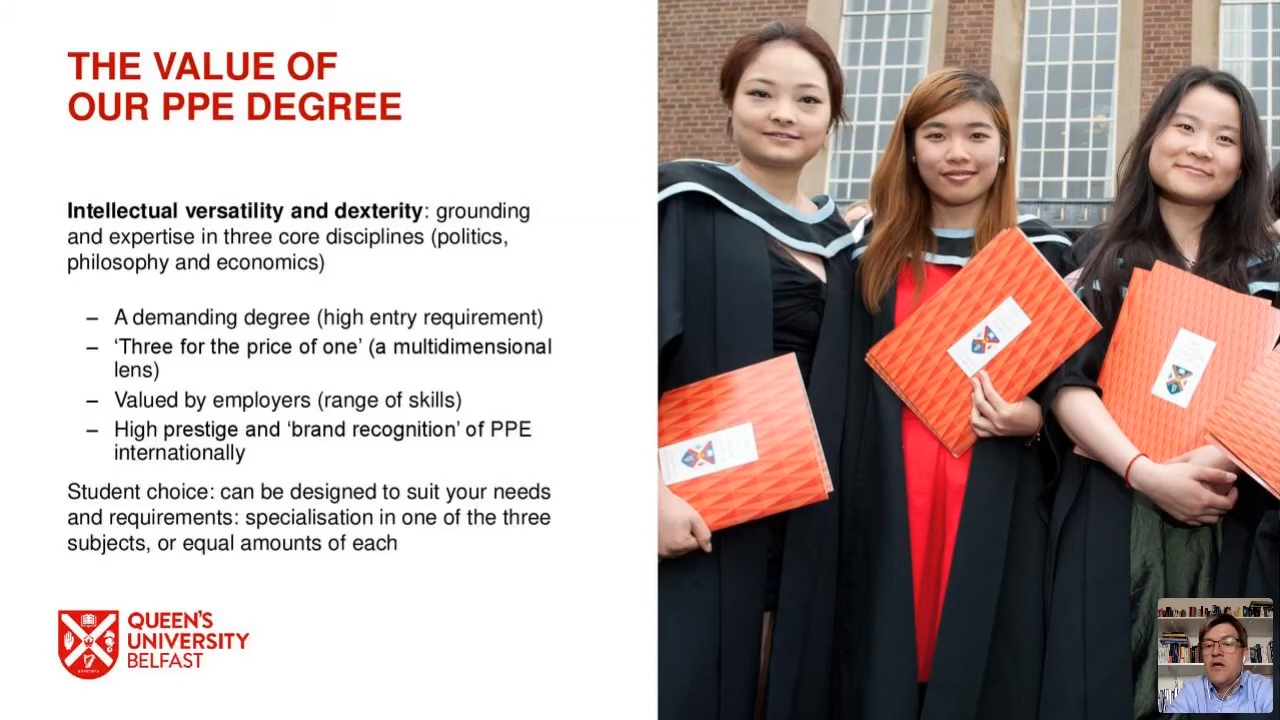 THE VALUE OF
OUR PPE DEGREE
Intellectual versatility and dexterity: grounding
and expertise in three core disciplines (politics,
philosophy and economics)
– A demanding degree (high entry requirement)
– ‘Three for the price of one’ (a multidimensional
lens)
– Valued by employers (range of skills)
– High prestige and ‘brand recognition’ of PPE
internationally
Student choice: can be designed to suit your needs
and requirements: specialisation in one of the three
subjects, or equal amounts of each
QUEEN’S
UNIVERSITY
BELFAST